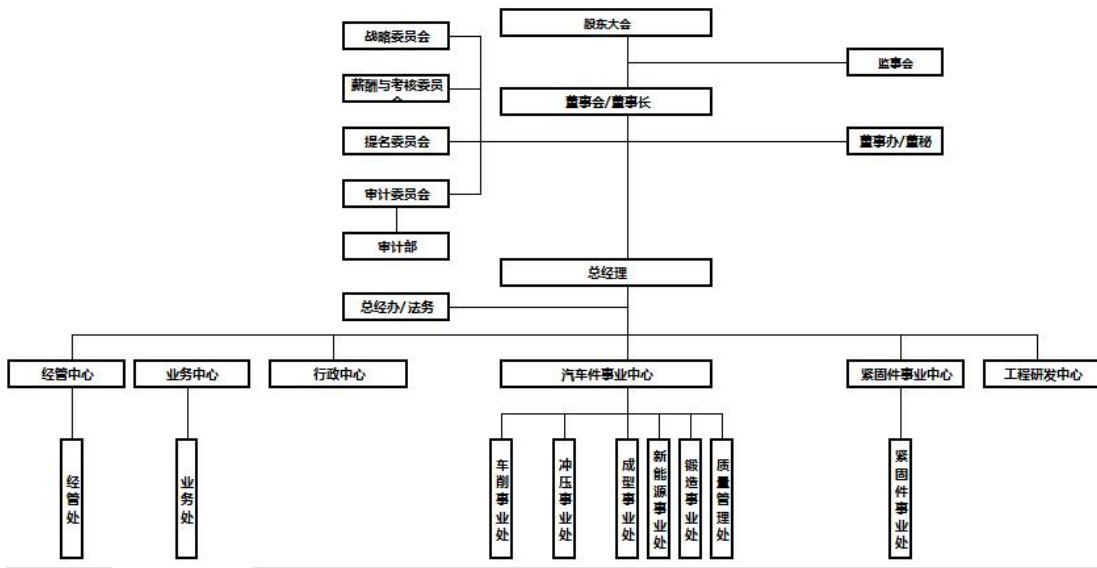 股东大会
战略委员会
监事会
薪酬与考核委员
董事会/董事长
提名委员会
董事办/董秘
审计委员会
审计部
总经理
总经办/法务
经管中心
业务中心
行政中心
汽车件事业中心
紧固件事业中心
工程研发中心
经管处
业务处
车削事业处
冲压事业处
成型事业处
新能源事业处
锻造事业处
质量管理处
紧固件事业处